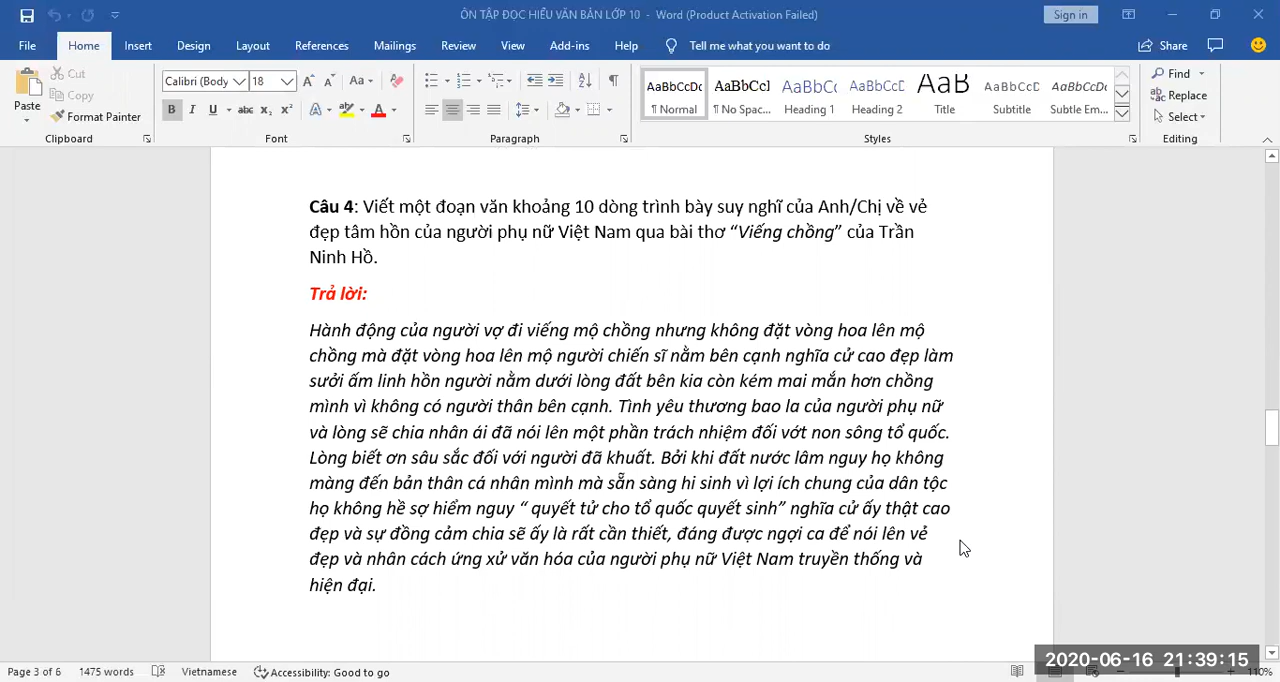 ÔN TẬP ĐỌC HIỂU VĂN BẢN LỚP 10 - Word (Product Activation Failed)
Sign in
File Home Insert Design Layout References Mailings Review View Add-ins Help Tell me what you want to do Share
Paste
Cut
Copy
Format Painter
Calibri (Body 18
Aa
B I U abc x₂ x² A A
AaBbCcDc AaBbCcI AaBbCc AaBbCcD AaB AaBbCcD AaBbCcDc
¶ Normal ¶ No Spac... Heading 1 Heading 2 Title Subtitle Subtle Em...
Find
Replace
Select
Clipboard Font Paragraph Styles Editing
Câu 4: Viết một đoạn văn khoảng 10 dòng trình bày suy nghĩ của Anh/Chị về vẻ
đẹp tâm hồn của người phụ nữ Việt Nam qua bài thơ “Viếng chồng” của Trần
Ninh Hồ.
Trả lời:
Hành động của người vợ đi viếng mộ chồng nhưng không đặt vòng hoa lên mộ
chồng mà đặt vòng hoa lên mộ người chiến sĩ nằm bên cạnh nghĩa cử cao đẹp làm
sưởi ấm linh hồn người nằm dưới lòng đất bên kia còn kém mai mắn hơn chồng
mình vì không có người thân bên cạnh. Tình yêu thương bao la của người phụ nữ
và lòng sẽ chia nhân ái đã nói lên một phần trách nhiệm đối vớt non sông tổ quốc.
Lòng biết ơn sâu sắc đối với người đã khuất. Bởi khi đất nước lâm nguy họ không
màng đến bản thân cá nhân mình mà sẵn sàng hi sinh vì lợi ích chung của dân tộc
họ không hề sợ hiểm nguy “ quyết tử cho tổ quốc quyết sinh” nghĩa cử ấy thật cao
đẹp và sự đồng cảm chia sẽ ấy là rất cần thiết, đáng được ngợi ca để nói lên vẻ
đẹp và nhân cách ứng xử văn hóa của người phụ nữ Việt Nam truyền thống và
hiện đại.
Page 3 of 6 1475 words Vietnamese Accessibility: Good to go 110%
2020-06-16 21:39:15